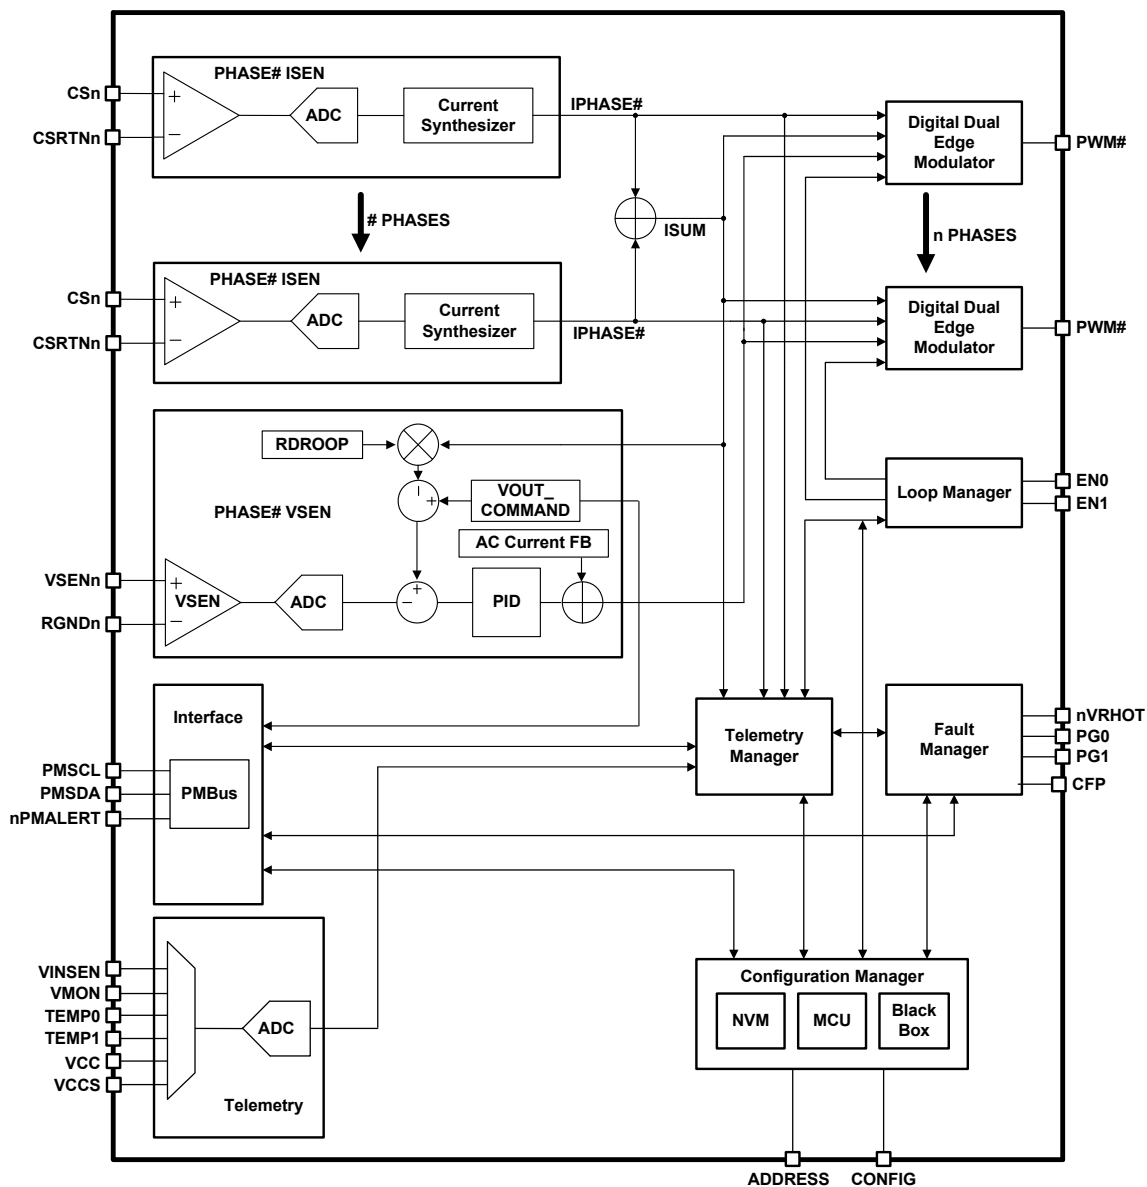 PHASE# ISEN
CSn
+
ADC
Current
Synthesizer
IPHASE#
CSRTNn
−
Digital Dual
Edge
Modulator
PWM#
# PHASES
ISUM
n PHASES
PHASE# ISEN
CSn
+
ADC
Current
Synthesizer
IPHASE#
CSRTNn
−
Digital Dual
Edge
Modulator
PWM#
RDROOP
−
+
VOUT_
COMMAND
PHASE# VSEN
AC Current FB
VSENn
+
VSEN
−
RGNDn
ADC
+
−
PID
Loop Manager
EN0
EN1
Interface
PMBus
PMSCL
PMSDA
nPMALERT
Telemetry
Manager
Fault
Manager
nVRHOT
PG0
PG1
CFP
VINSEN
VMON
TEMP0
TEMP1
VCC
VCCS
ADC
Telemetry
Configuration Manager
NVM
MCU
Black
Box
ADDRESS
CONFIG